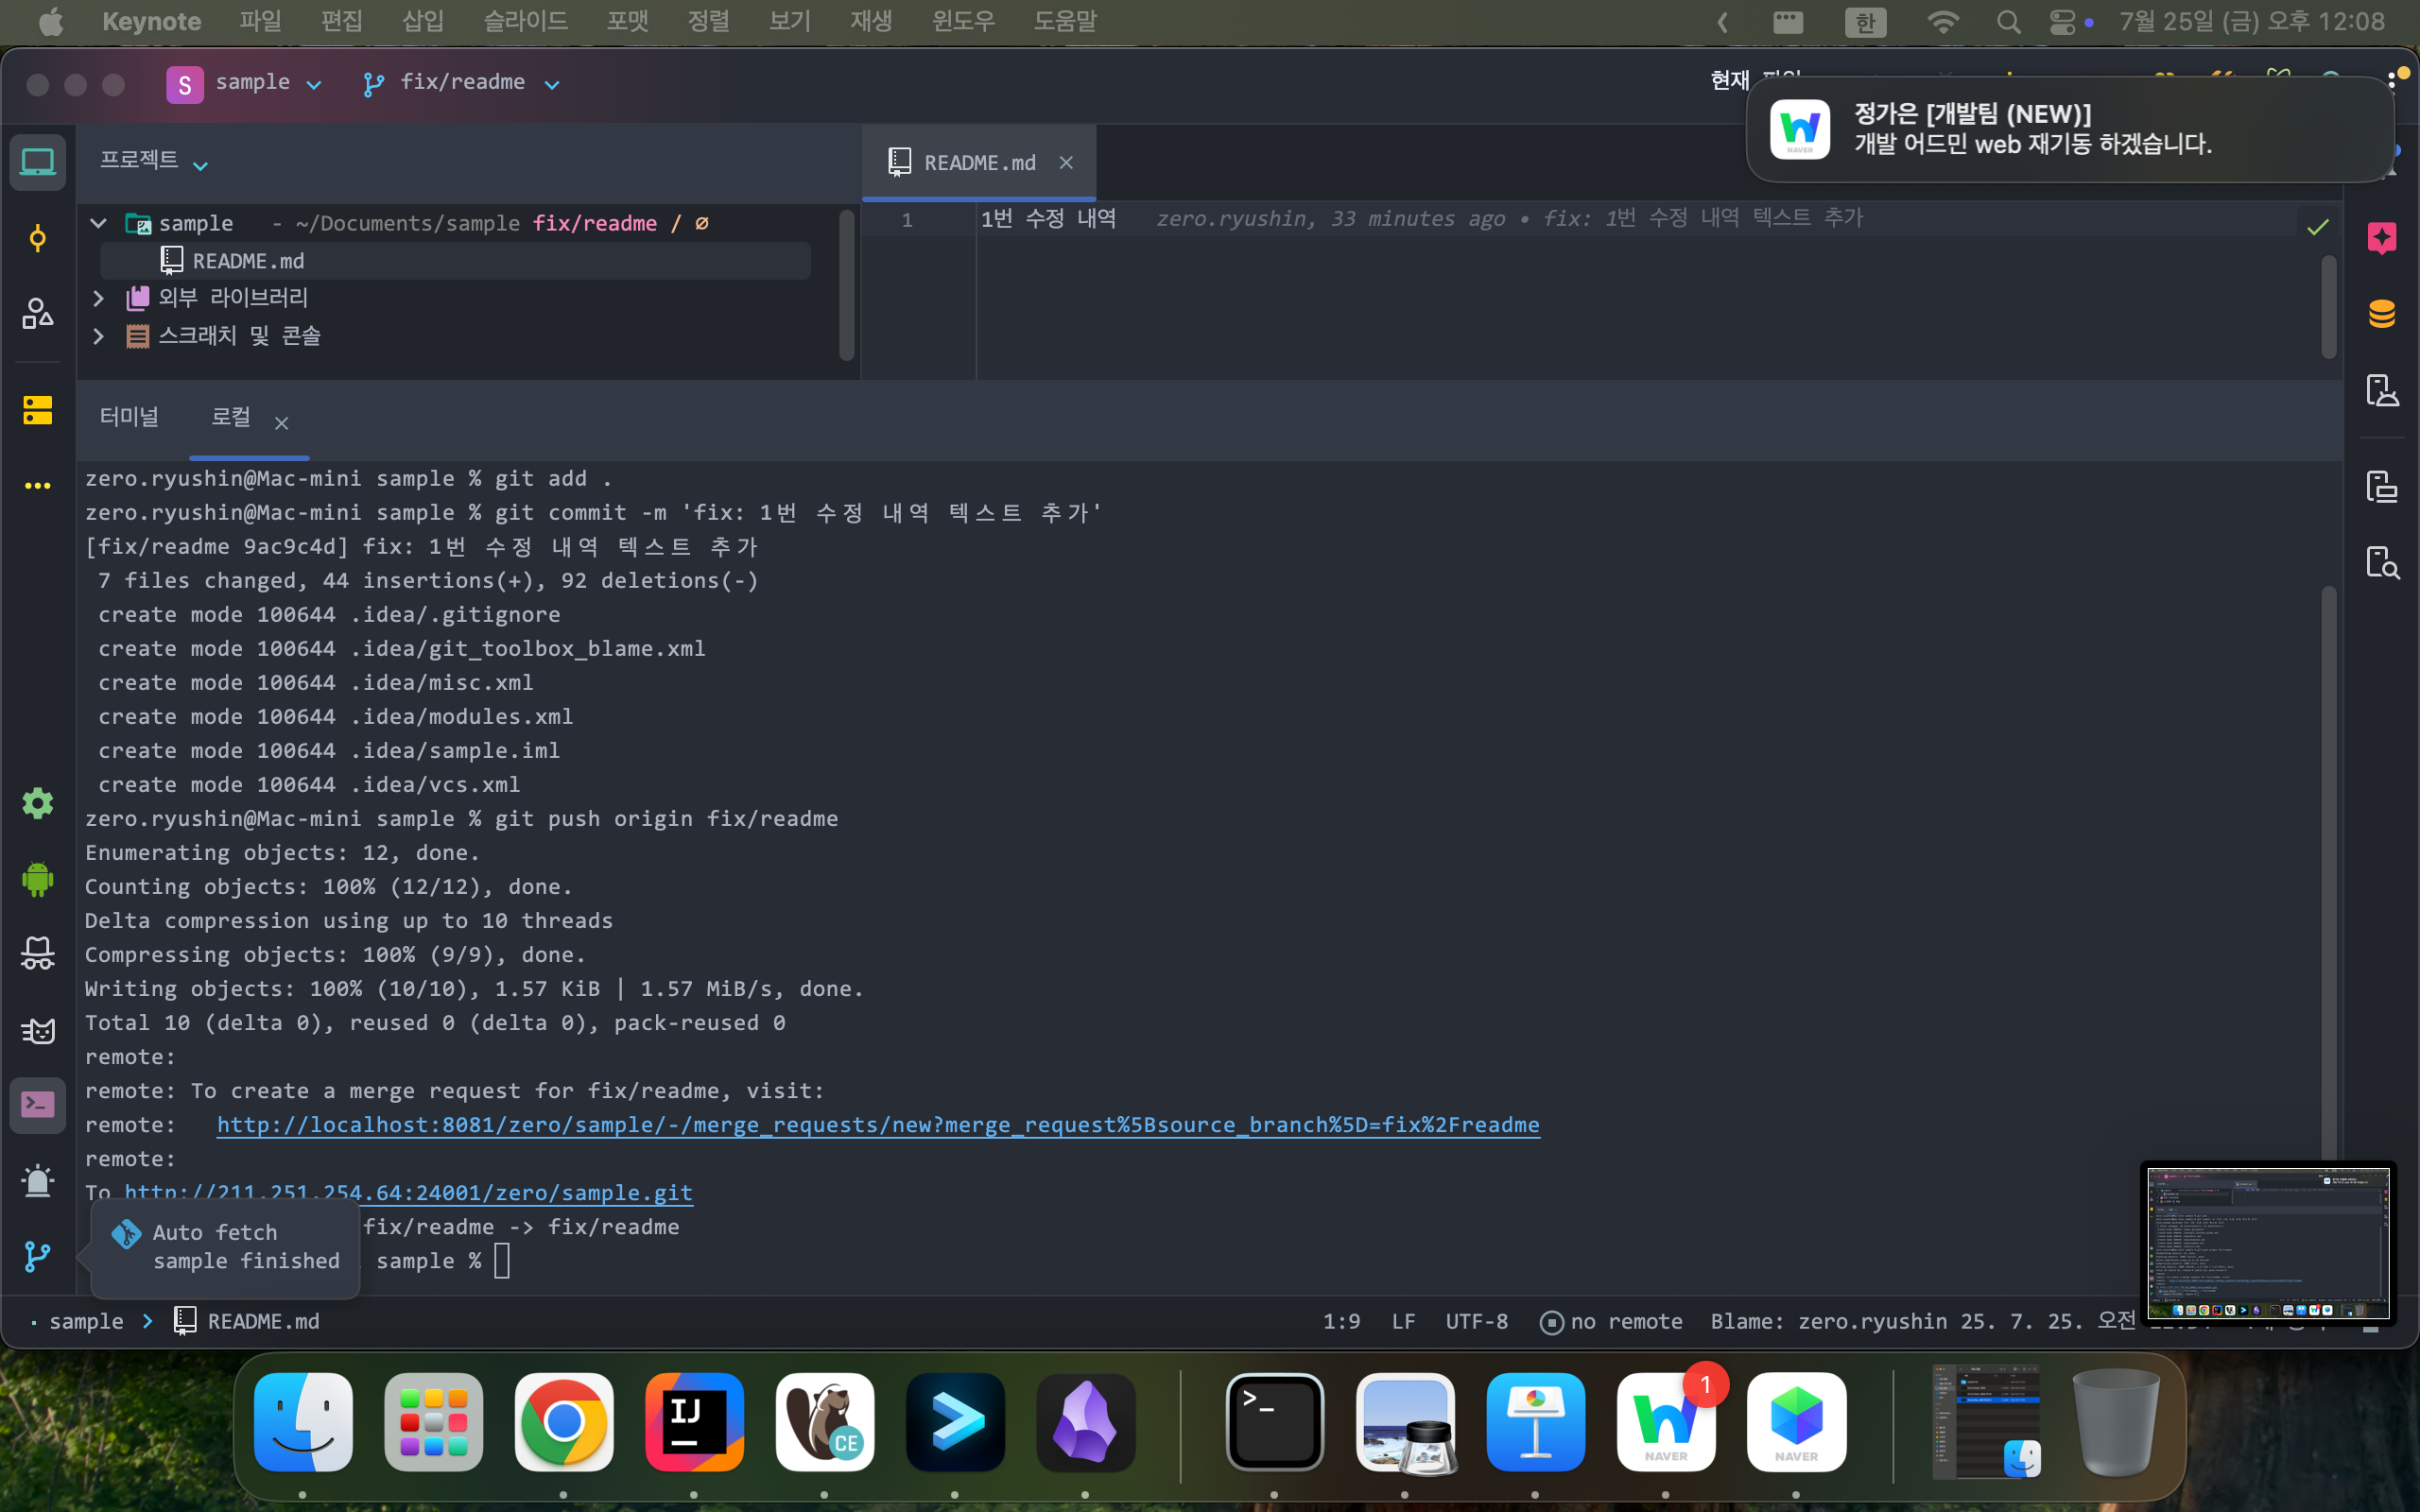 Keynote 파일 편집 삽입 슬라이드 포맷 정렬 보기 재생 윈도우 도움말 한 7월 25일 (금) 오후 12:08
S sample fix/readme 현재
정가은 [개발팀 (NEW)]
개발 어드민 web 재기동 하겠습니다.
NAVER
프로젝트
README.md
sample - ~/Documents/sample fix/readme / ∅
README.md
외부 라이브러리
스크래치 및 콘솔
1 1번 수정 내역 zero.ryushin, 33 minutes ago • fix: 1번 수정 내역 텍스트 추가
터미널 로컬
zero.ryushin@Mac-mini sample % git add .
zero.ryushin@Mac-mini sample % git commit -m 'fix: 1번 수정 내역 텍스트 추가'
[fix/readme 9ac9c4d] fix: 1번 수정 내역 텍스트 추가
7 files changed, 44 insertions(+), 92 deletions(-)
create mode 100644 .idea/.gitignore
create mode 100644 .idea/git_toolbox_blame.xml
create mode 100644 .idea/misc.xml
create mode 100644 .idea/modules.xml
create mode 100644 .idea/sample.iml
create mode 100644 .idea/vcs.xml
zero.ryushin@Mac-mini sample % git push origin fix/readme
Enumerating objects: 12, done.
Counting objects: 100% (12/12), done.
Delta compression using up to 10 threads
Compressing objects: 100% (9/9), done.
Writing objects: 100% (10/10), 1.57 KiB | 1.57 MiB/s, done.
Total 10 (delta 0), reused 0 (delta 0), pack-reused 0
remote:
remote: To create a merge request for fix/readme, visit:
remote: http://localhost:8081/zero/sample/-/merge_requests/new?merge_request%5Bsource_branch%5D=fix%2Freadme
remote:
To http://211.251.254.64:24001/zero/sample.git
fix/readme -> fix/readme
sample %
Auto fetch
sample finished
sample README.md 1:9 LF UTF-8 no remote Blame: zero.ryushin 25. 7. 25. 오전
IJ
CE
1
NAVER
NAVER